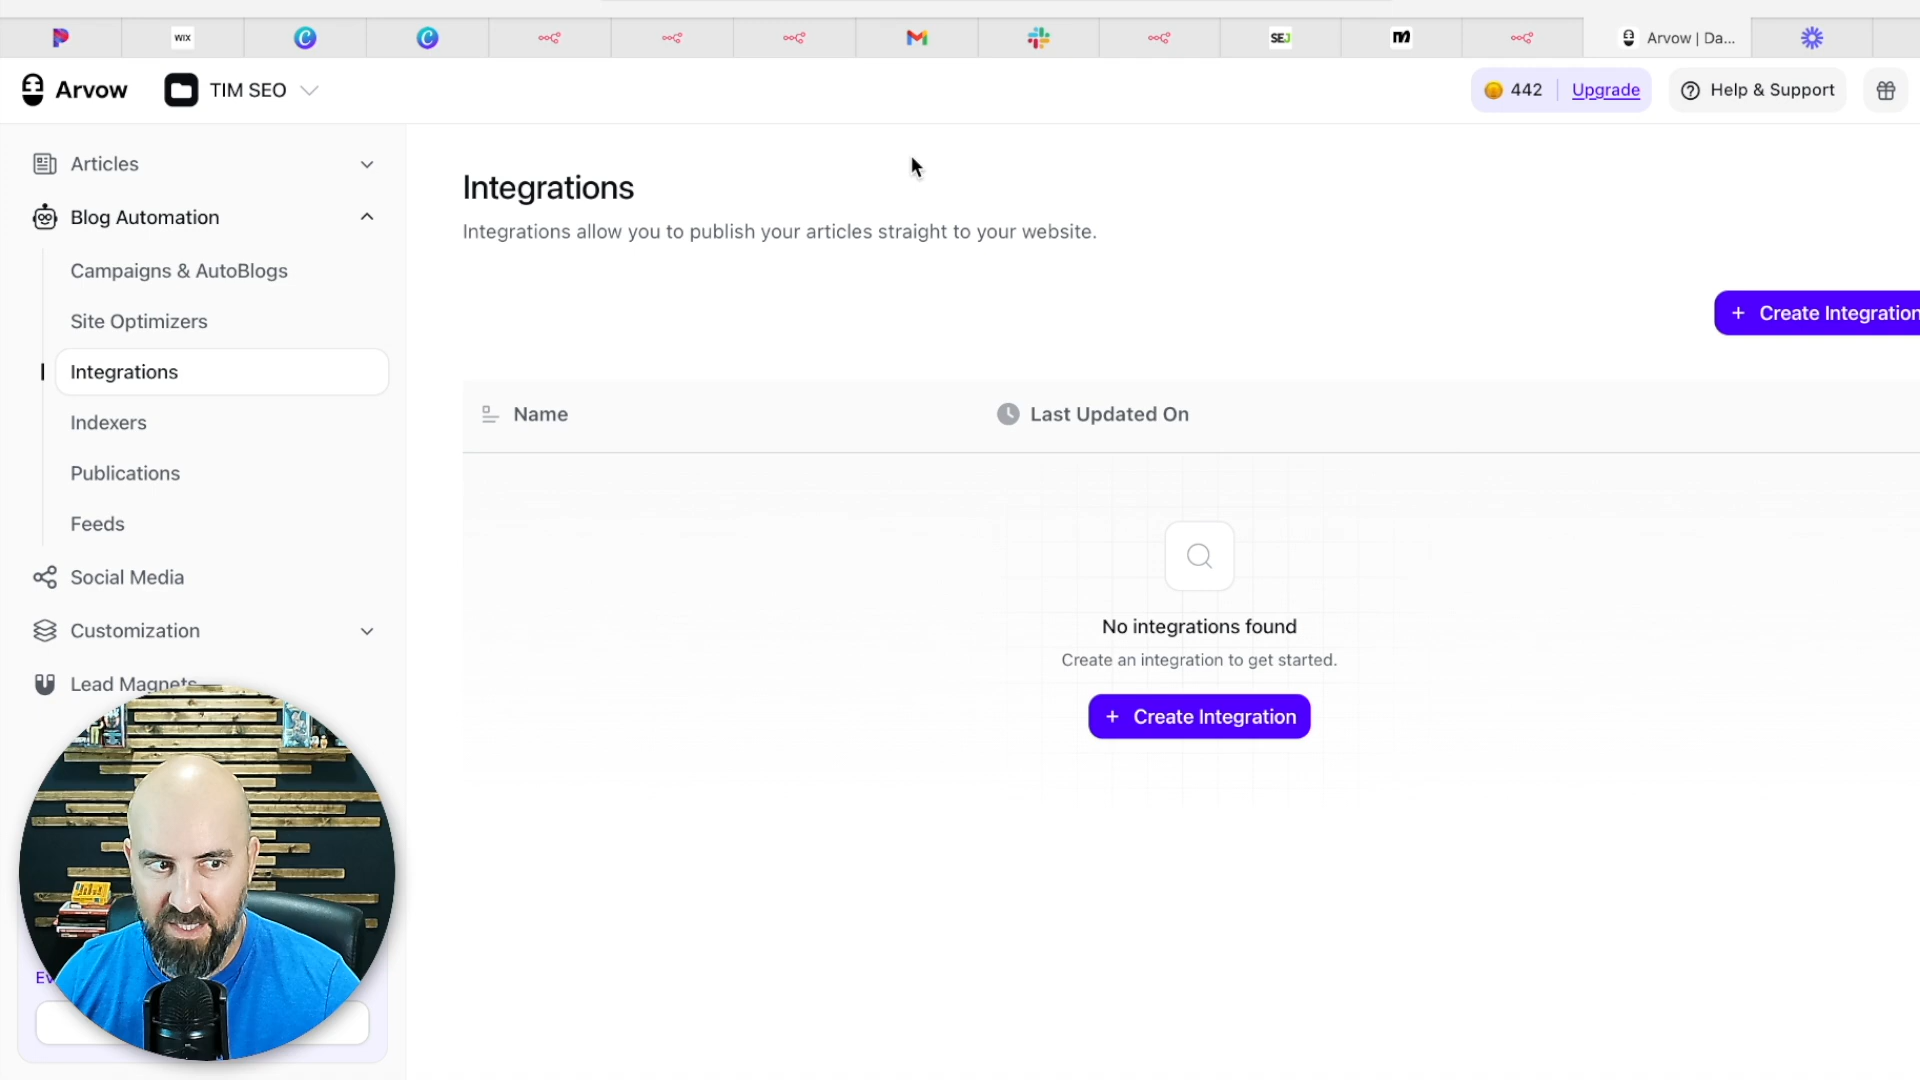 WIX
SEJ
Arvow | Da...
Arvow
TIM SEO
442
Upgrade
Help & Support
Articles
Blog Automation
Campaigns & AutoBlogs
Site Optimizers
Integrations
Indexers
Publications
Feeds
Social Media
Customization
Lead Magnets
Integrations
Integrations allow you to publish your articles straight to your website.
+ Create Integration
Name
Last Updated On
No integrations found
Create an integration to get started.
+ Create Integration